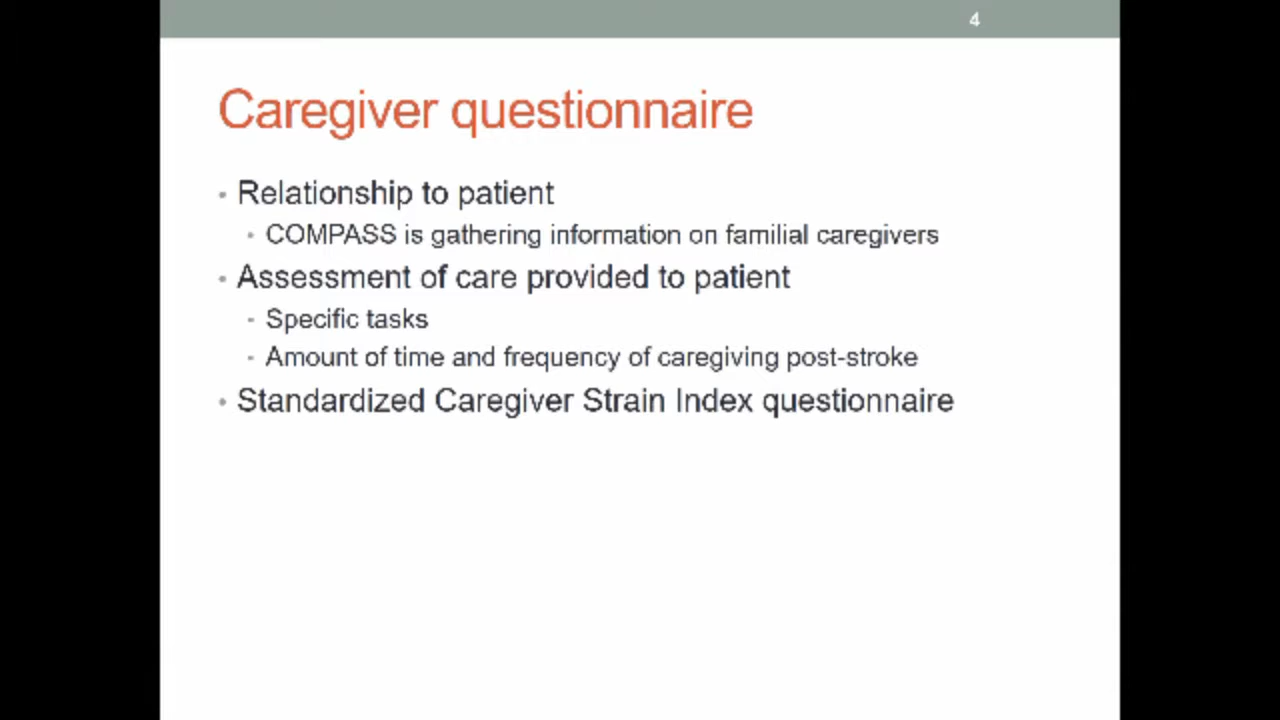 4
Caregiver questionnaire
• Relationship to patient
• COMPASS is gathering information on familial caregivers
• Assessment of care provided to patient
• Specific tasks
• Amount of time and frequency of caregiving post-stroke
• Standardized Caregiver Strain Index questionnaire